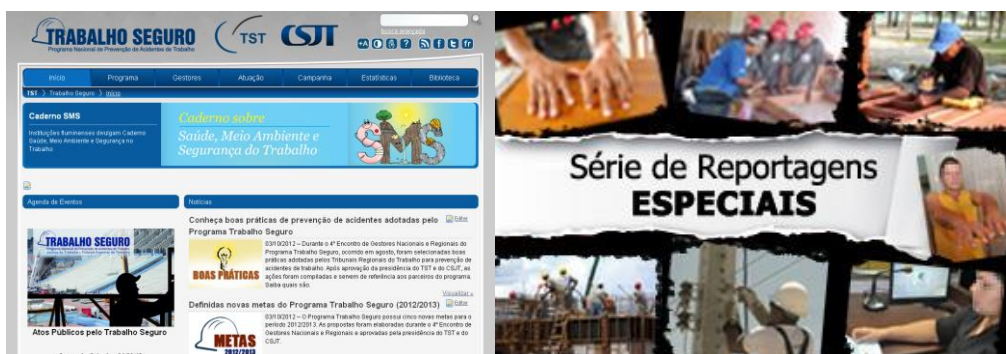 TRABALHO SEGURO
Programa Nacional de Prevenção de Acidentes de Trabalho
TST
CSJT
busca avançada
+A
?
Início Programa Gestores Atuação Campanha Estatísticas Biblioteca
TST > Trabalho Seguro > Início
Caderno SMS
Instituições fluminenses divulgam Caderno
Saúde, Meio Ambiente e Segurança no
Trabalho
Caderno sobre
Saúde, Meio Ambiente e
Segurança do Trabalho
SMS
Agenda de Eventos
TRABALHO SEGURO
Atos Públicos pelo Trabalho Seguro
Notícias
Conheça boas práticas de prevenção de acidentes adotadas pelo
Programa Trabalho Seguro
Editar
BOAS PRÁTICAS
03/10/2012 – Durante o 4º Encontro de Gestores Nacionais e Regionais do
Programa Trabalho Seguro, ocorrido em agosto, foram selecionadas boas
práticas adotadas pelos Tribunais Regionais do Trabalho para prevenção de
acidentes de trabalho. Após aprovação da presidência do TST e do CSJT, as
ações foram compiladas e servem de referência aos parceiros do programa.
Saiba quais são.
Visualizar »
Definidas novas metas do Programa Trabalho Seguro (2012/2013)
Editar
METAS
2012/2013
03/10/2012 – O Programa Trabalho Seguro possui cinco novas metas para o
período 2012/2013. As propostas foram elaboradas durante o 4º Encontro de
Gestores Nacionais e Regionais e aprovadas pela presidência do TST e do
CSJT.
Série de Reportagens
ESPECIAIS